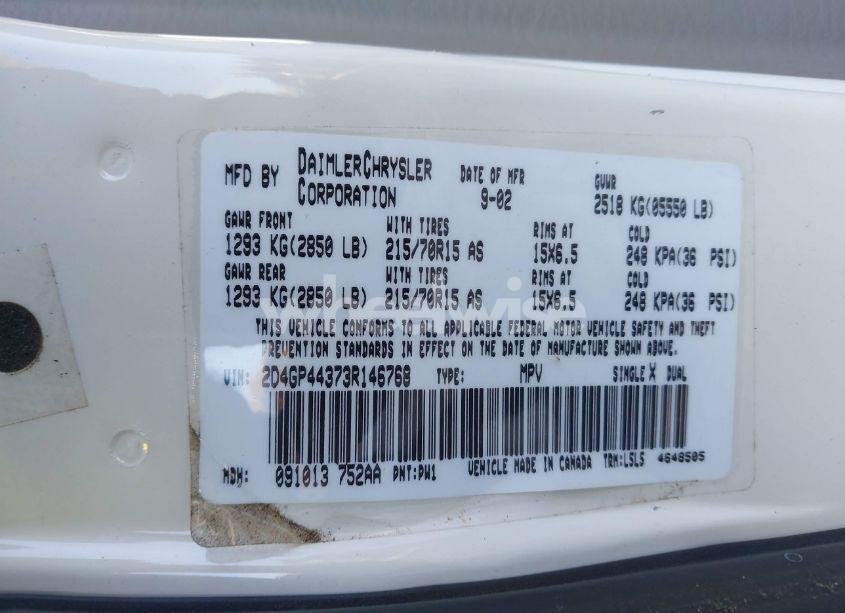 MFD BY DAIMLERCHRYSLER CORPORATION DATE OF MFR 9-02 GVWR 2518 KG(05550 LB)
GAWR FRONT WITH TIRES RIMS AT COLD
1293 KG(2850 LB) 215/70R15 AS 15X6.5 248 KPA(36 PSI)
GAWR REAR WITH TIRES RIMS AT COLD
1293 KG(2850 LB) 215/70R15 AS 15X6.5 248 KPA(36 PSI)
THIS VEHICLE CONFORMS TO ALL APPLICABLE FEDERAL MOTOR VEHICLE SAFETY AND THEFT
PREVENTION STANDARDS IN EFFECT ON THE DATE OF MANUFACTURE SHOWN ABOVE.
VIN: 2D4GP44373R146768 TYPE: MPV SINGLE X DUAL
MDH: 091013 752AA PNT:PW1 VEHICLE MADE IN CANADA TRM:L5L5 4648505
wheelwise